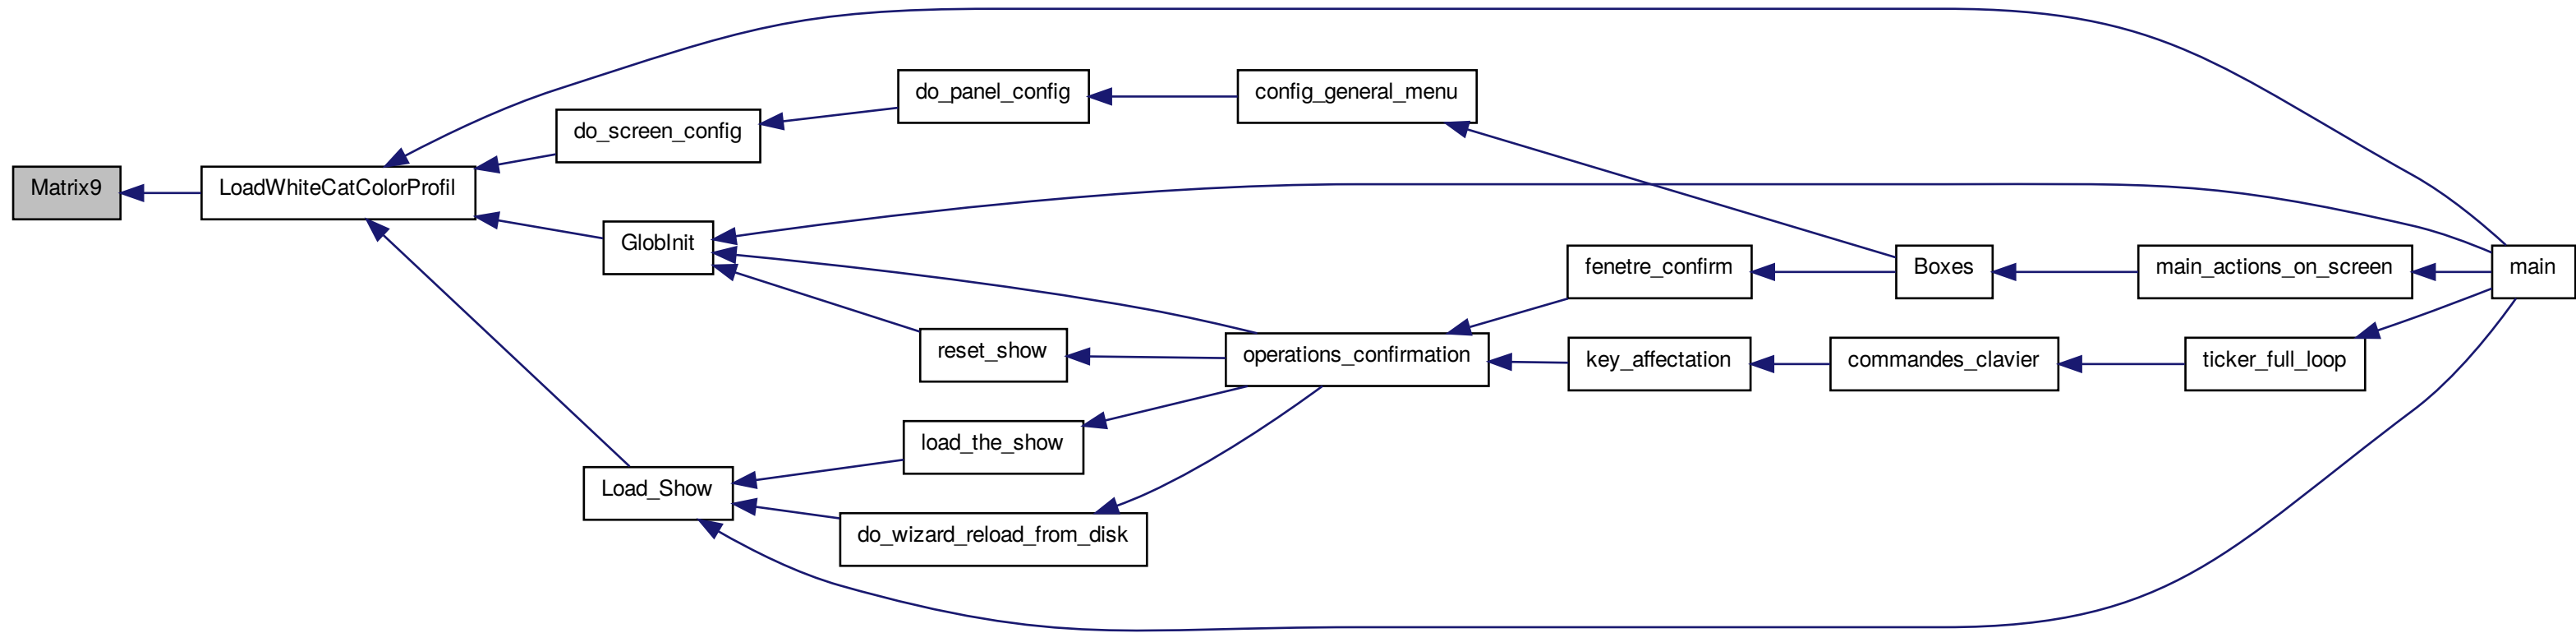 Matrix9
LoadWhiteCatColorProfil
do_screen_config
do_panel_config
config_general_menu
GlobInit
reset_show
Load_Show
load_the_show
do_wizard_reload_from_disk
operations_confirmation
fenetre_confirm
key_affectation
Boxes
commandes_clavier
main_actions_on_screen
ticker_full_loop
main